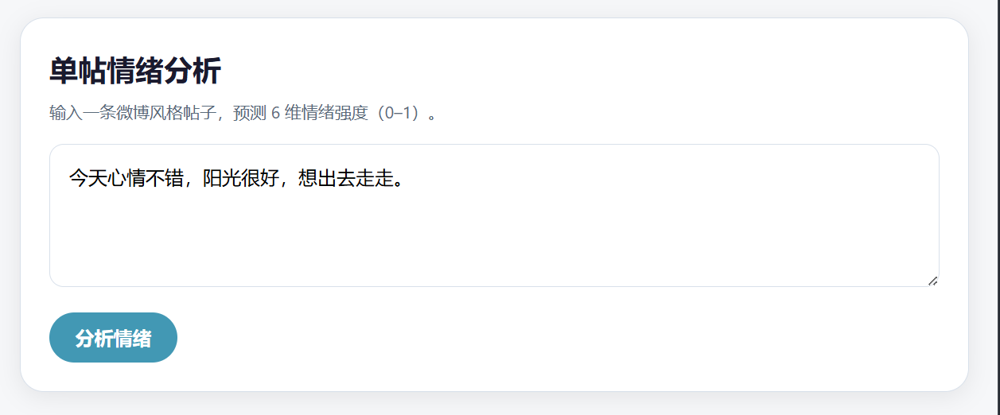 单帖情绪分析
输入一条微博风格帖子，预测 6 维情绪强度（0–1）。
今天心情不错，阳光很好，想出去走走。
分析情绪